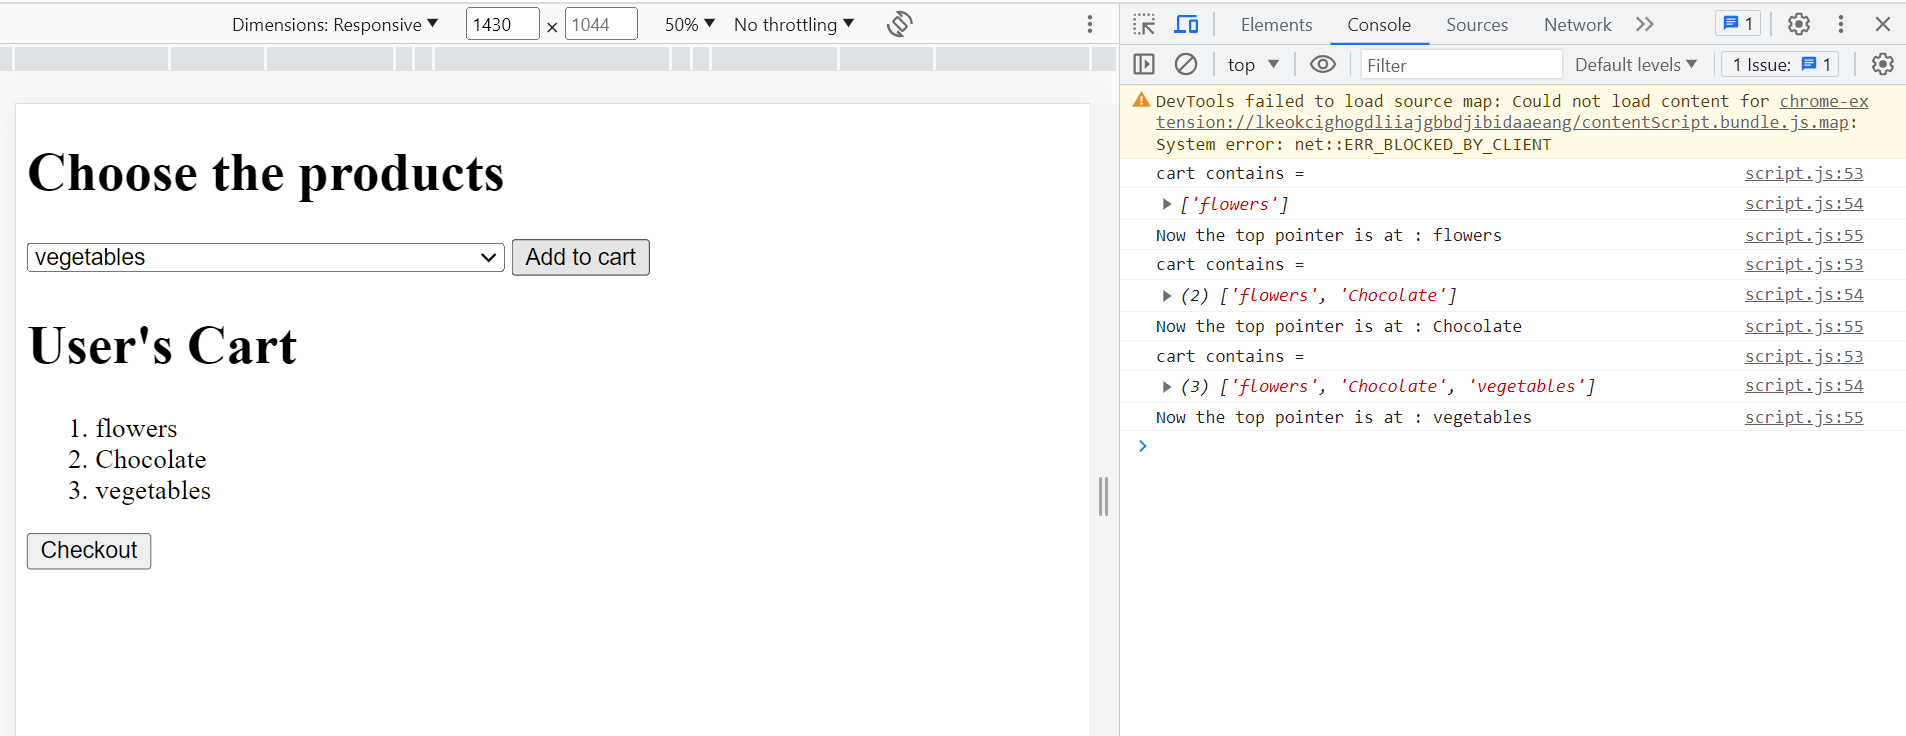 Dimensions: Responsive ▼ 1430 × 1044 50% ▼ No throttling ▼
Elements Console Sources Network 1
top ▼ Filter Default levels ▼ 1 Issue: 1
DevTools failed to load source map: Could not load content for chrome-ex
tension://lkeokcighogdliiajgbbdjibidaaeang/contentScript.bundle.js.map:
System error: net::ERR_BLOCKED_BY_CLIENT
cart contains = script.js:53
['flowers'] script.js:54
Now the top pointer is at : flowers script.js:55
cart contains = script.js:53
(2) ['flowers', 'Chocolate'] script.js:54
Now the top pointer is at : Chocolate script.js:55
cart contains = script.js:53
(3) ['flowers', 'Chocolate', 'vegetables'] script.js:54
Now the top pointer is at : vegetables script.js:55
Choose the products
vegetables Add to cart
User's Cart
1. flowers
2. Chocolate
3. vegetables
Checkout